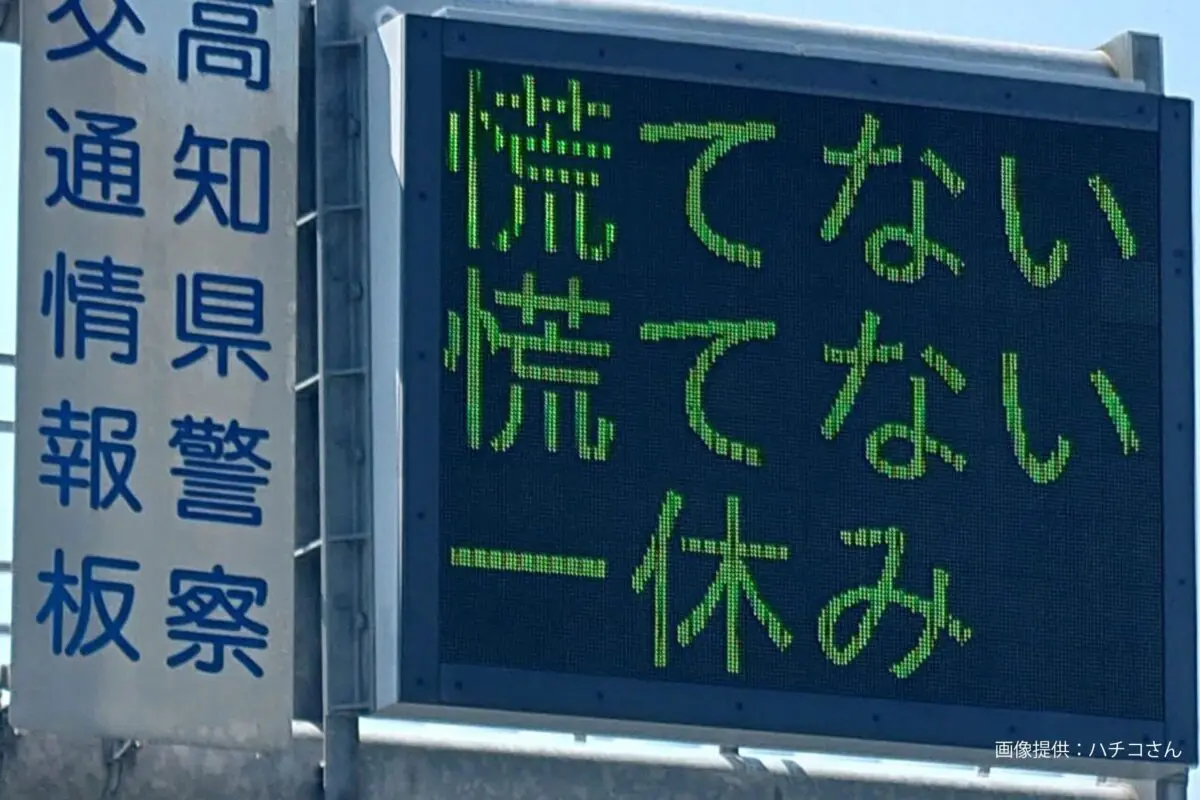 高知県警察
交通情報板
慌てない
慌てない
一休み
画像提供：ハチコさん